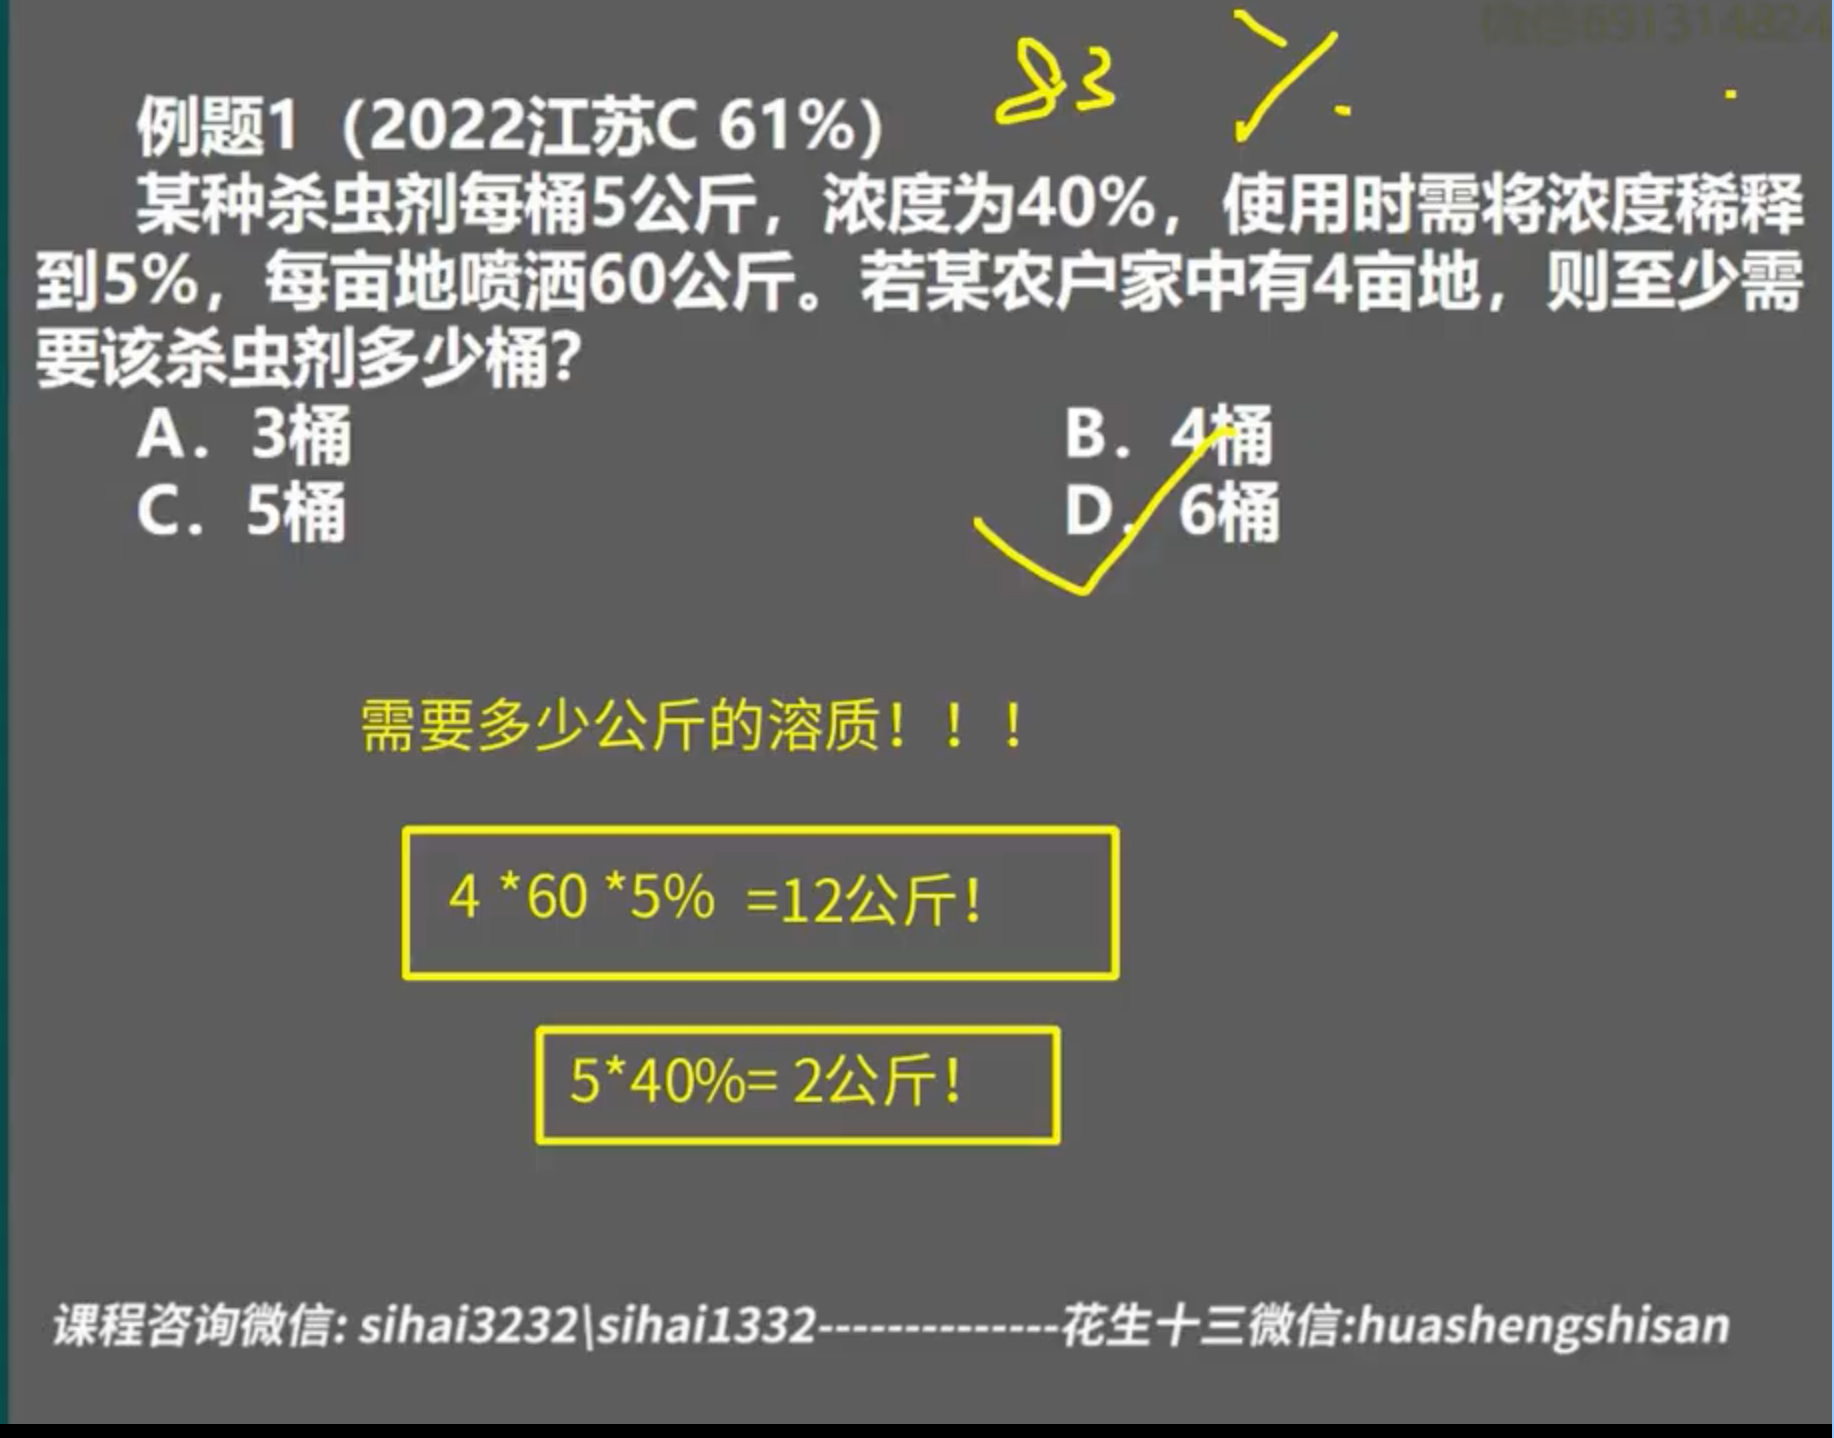 83 %.
例题1（2022江苏C 61%）
某种杀虫剂每桶5公斤，浓度为40%，使用时需将浓度稀释
到5%，每亩地喷洒60公斤。若某农户家中有4亩地，则至少需
要该杀虫剂多少桶？
A. 3桶 B. 4桶
C. 5桶 D. 6桶
需要多少公斤的溶质！！！
4 *60 *5% =12公斤！
5*40%= 2公斤！
课程咨询微信: sihai3232\sihai1332--------------花生十三微信:huashengshisan